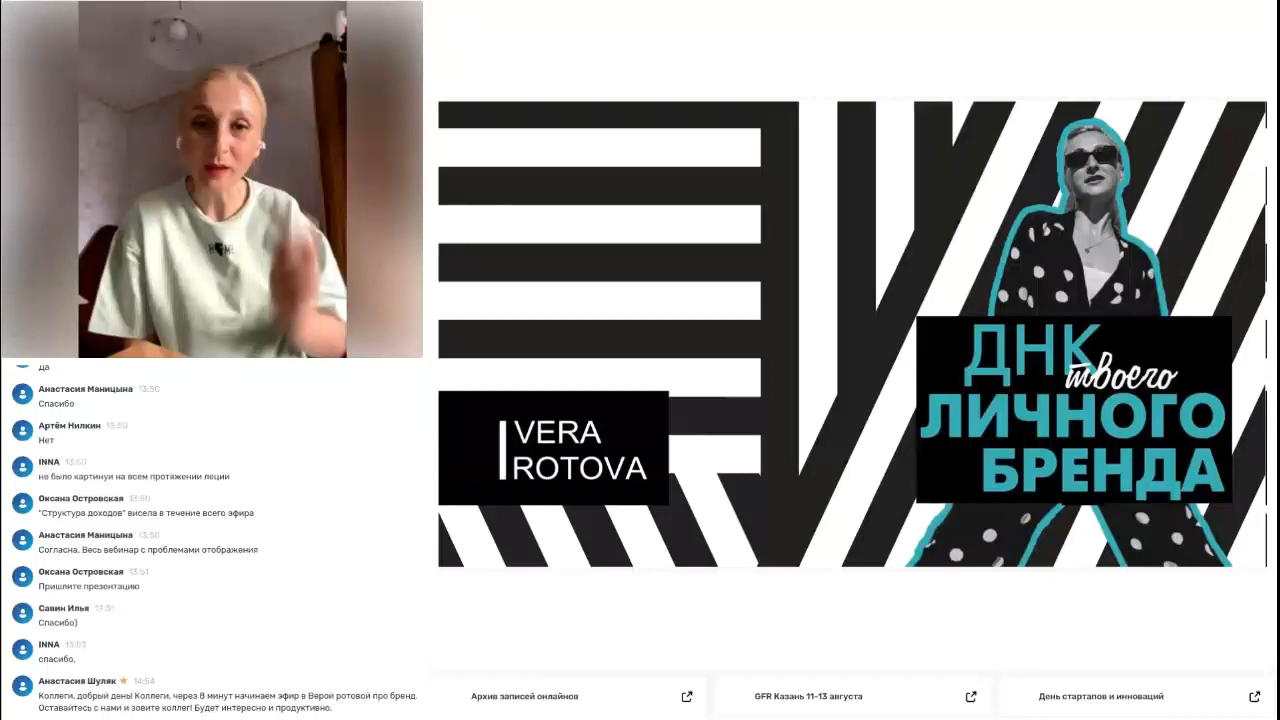 Да
Анастасия Маницына 13:50
Спасибо
Артём Нилкин 13:50
Нет
INNA 13:50
не было картинуи на всем протяжении леции
Оксана Островская 13:50
"Структура доходов" висела в течение всего эфира
Анастасия Маницына 13:50
Согласна. Весь вебинар с проблемами отображения
Оксана Островская 13:51
Пришлите презентацию
Савин Илья 13:51
Спасибо)
INNA 13:53
спасибо,
Анастасия Шуляк 14:54
Коллеги, добрый день! Коллеги, через 8 минут начинаем эфир в Верой ротовой про бренд.
Оставайтесь с нами и зовите коллег! Будет интересно и продуктивно.
VERA
ROTOVA
ДНК
твоего
ЛИЧНОГО
БРЕНДА
Архив записей онлайнов
GFR Казань 11-13 августа
День стартапов и инноваций